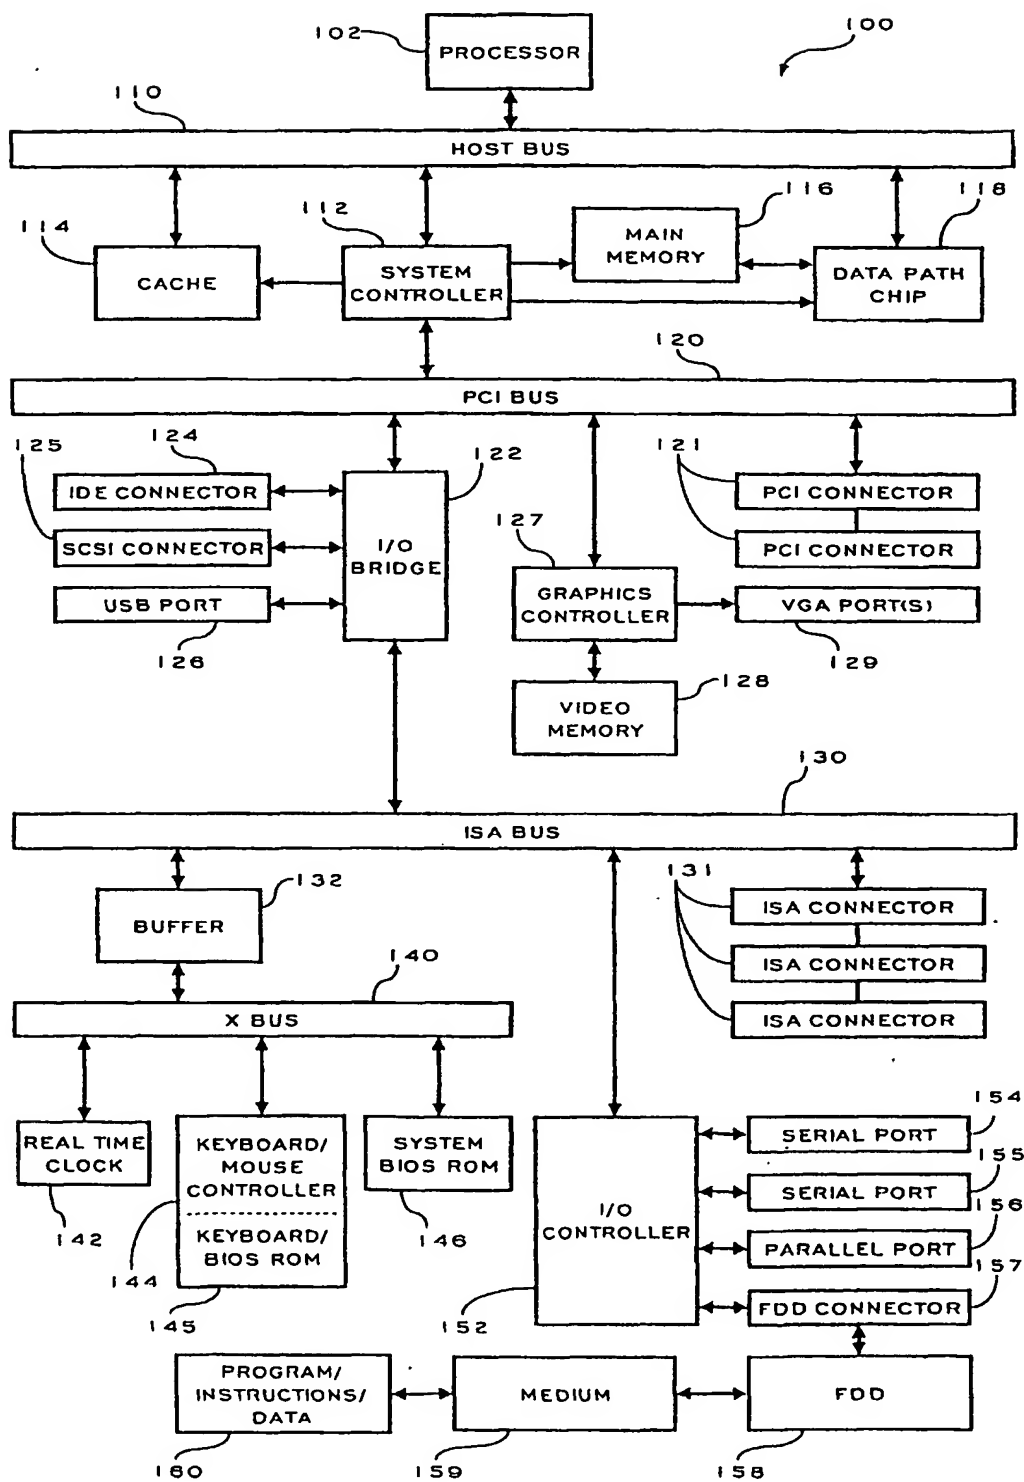 102
PROCESSOR
100
110
HOST BUS
114
112
116
118
CACHE
SYSTEM
CONTROLLER
MAIN
MEMORY
DATA PATH
CHIP
120
PCI BUS
125
124
122
121
IDE CONNECTOR
PCI CONNECTOR
SCSI CONNECTOR
I/O
BRIDGE
127
PCI CONNECTOR
USB PORT
GRAPHICS
CONTROLLER
VGA PORT(S)
126
129
VIDEO
MEMORY
128
130
ISA BUS
132
131
BUFFER
ISA CONNECTOR
ISA CONNECTOR
140
X BUS
ISA CONNECTOR
REAL TIME
CLOCK
KEYBOARD/
MOUSE
CONTROLLER
SYSTEM
BIOS ROM
SERIAL PORT
154
SERIAL PORT
155
I/O
CONTROLLER
142
KEYBOARD/
BIOS ROM
146
PARALLEL PORT
156
144
145
152
FDD CONNECTOR
157
PROGRAM/
INSTRUCTIONS/
DATA
MEDIUM
FDD
160
159
158